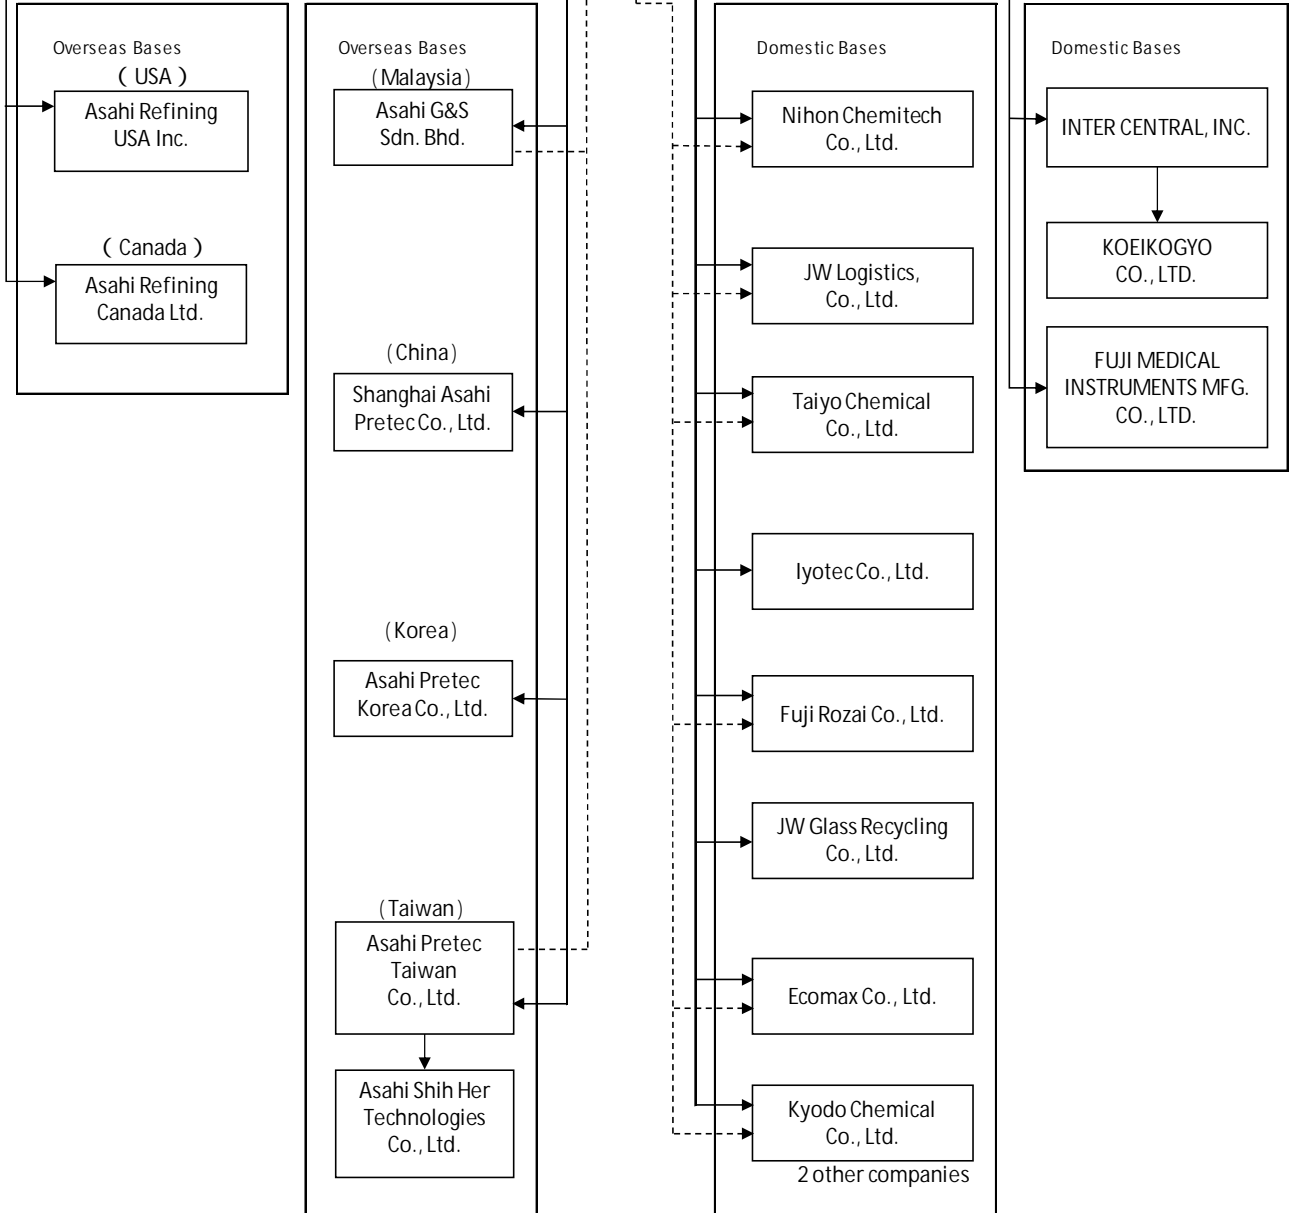 Overseas Bases
( USA )
Asahi Refining
USA Inc.
( Canada )
Asahi Refining
Canada Ltd.
Overseas Bases
(Malaysia)
Asahi G&S
Sdn. Bhd.
(China)
Shanghai Asahi
Pretec Co., Ltd.
(Korea)
Asahi Pretec
Korea Co., Ltd.
(Taiwan)
Asahi Pretec
Taiwan
Co., Ltd.
Asahi Shih Her
Technologies
Co., Ltd.
Domestic Bases
Nihon Chemitech
Co., Ltd.
JW Logistics,
Co., Ltd.
Taiyo Chemical
Co., Ltd.
Iyotec Co., Ltd.
Fuji Rozai Co., Ltd.
JW Glass Recycling
Co., Ltd.
Ecomax Co., Ltd.
Kyodo Chemical
Co., Ltd.
2 other companies
Domestic Bases
INTER CENTRAL, INC.
KOEIKOGYO
CO., LTD.
FUJI MEDICAL
INSTRUMENTS MFG.
CO., LTD.